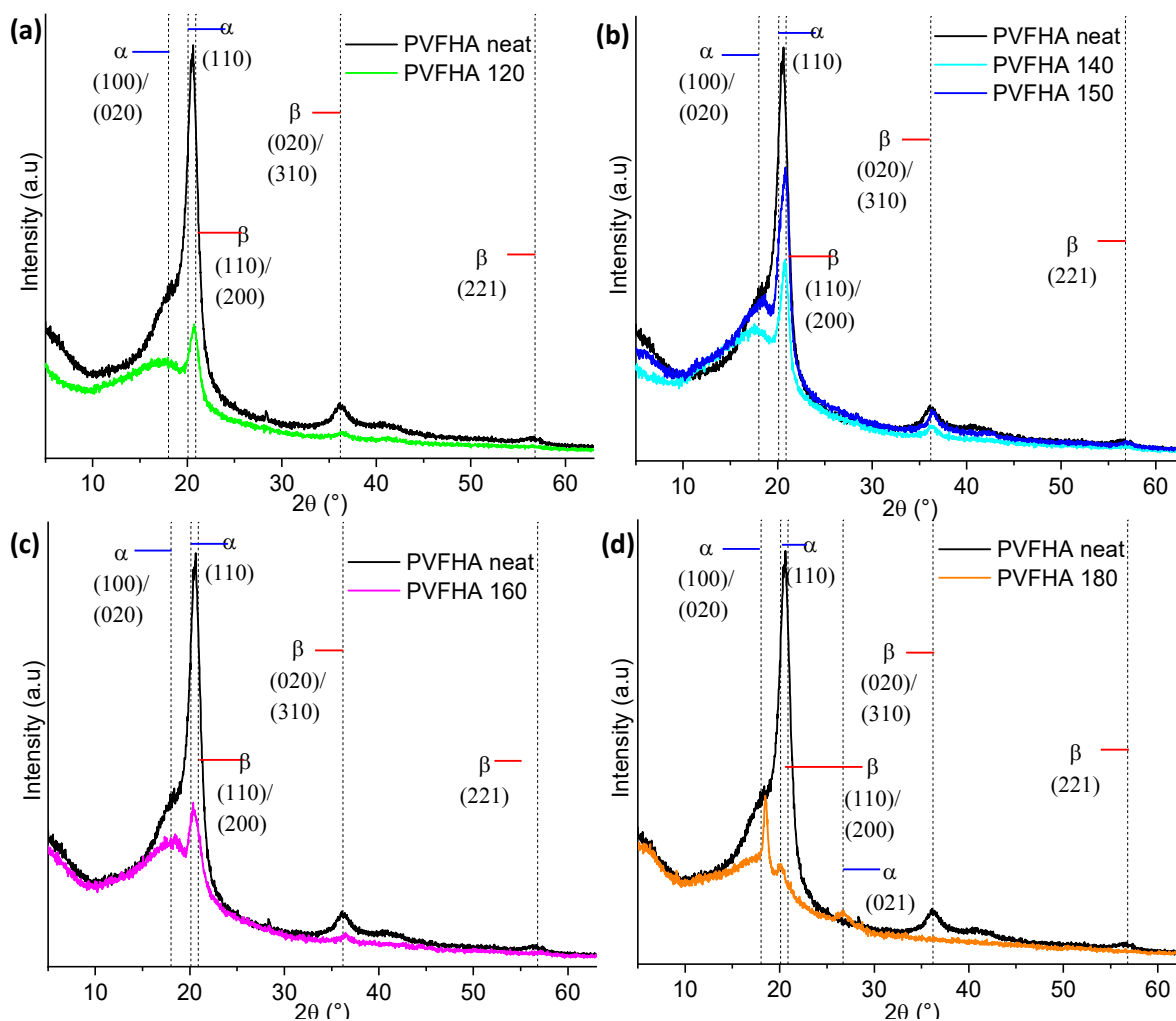 (a)
α
(100)/
(020)
α
(110)
PVFHA neat
PVFHA 120
β
(020)/
(310)
β
(110)/
(200)
β
(221)
Intensity (a.u)
10 20 30 40 50 60
2θ (°)
(b)
α
(100)/
(020)
α
(110)
PVFHA neat
PVFHA 140
PVFHA 150
β
(020)/
(310)
β
(110)/
(200)
β
(221)
Intensity (a.u)
10 20 30 40 50 60
2θ (°)
(c)
α
(100)/
(020)
α
(110)
PVFHA neat
PVFHA 160
β
(020)/
(310)
β
(110)/
(200)
β
(221)
Intensity (a.u)
10 20 30 40 50 60
2θ (°)
(d)
α
(100)/
(020)
α
(110)
PVFHA neat
PVFHA 180
β
(020)/
(310)
β
(110)/
(200)
α
(021)
β
(221)
Intensity (a.u)
10 20 30 40 50 60
2θ (°)